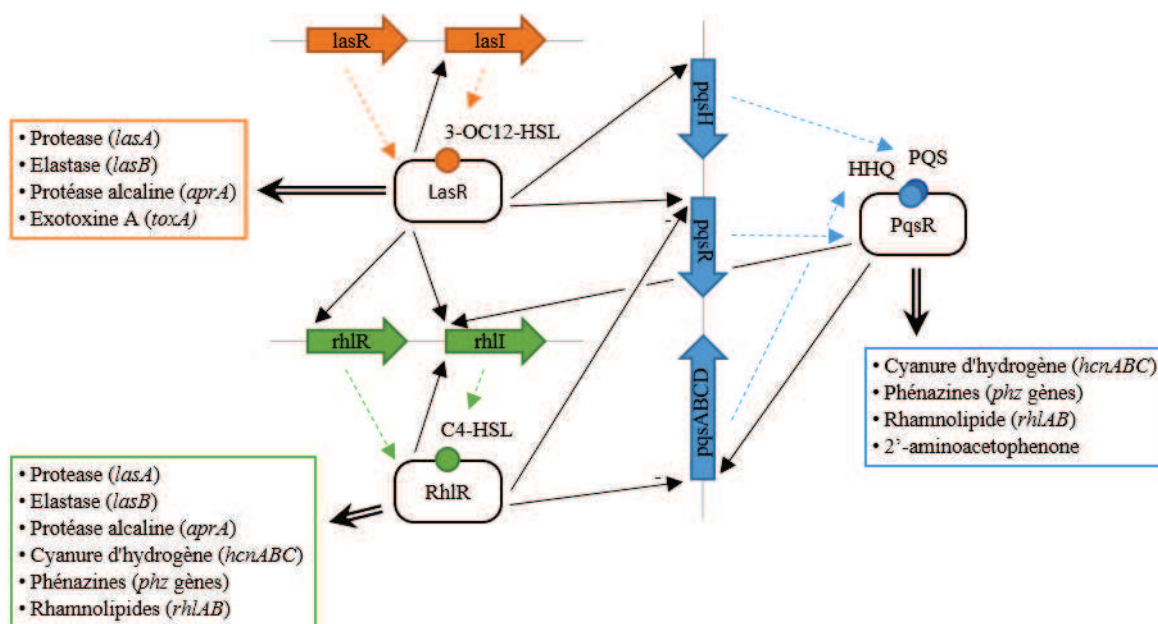 lasR
lasI
3-OC12-HSL
LasR
• Protease (lasA)
• Elastase (lasB)
• Protéase alcaline (aprA)
• Exotoxine A (toxA)
pqsH
pqsR
pqsABCD
-
-
HHQ
PQS
PqsR
rhlR
rhlI
C4-HSL
RhlR
• Cyanure d'hydrogène (hcnABC)
• Phénazines (phz gènes)
• Rhamnolipide (rhlAB)
• 2’-aminoacetophenone
• Protease (lasA)
• Elastase (lasB)
• Protéase alcaline (aprA)
• Cyanure d'hydrogène (hcnABC)
• Phénazines (phz gènes)
• Rhamnolipides (rhlAB)